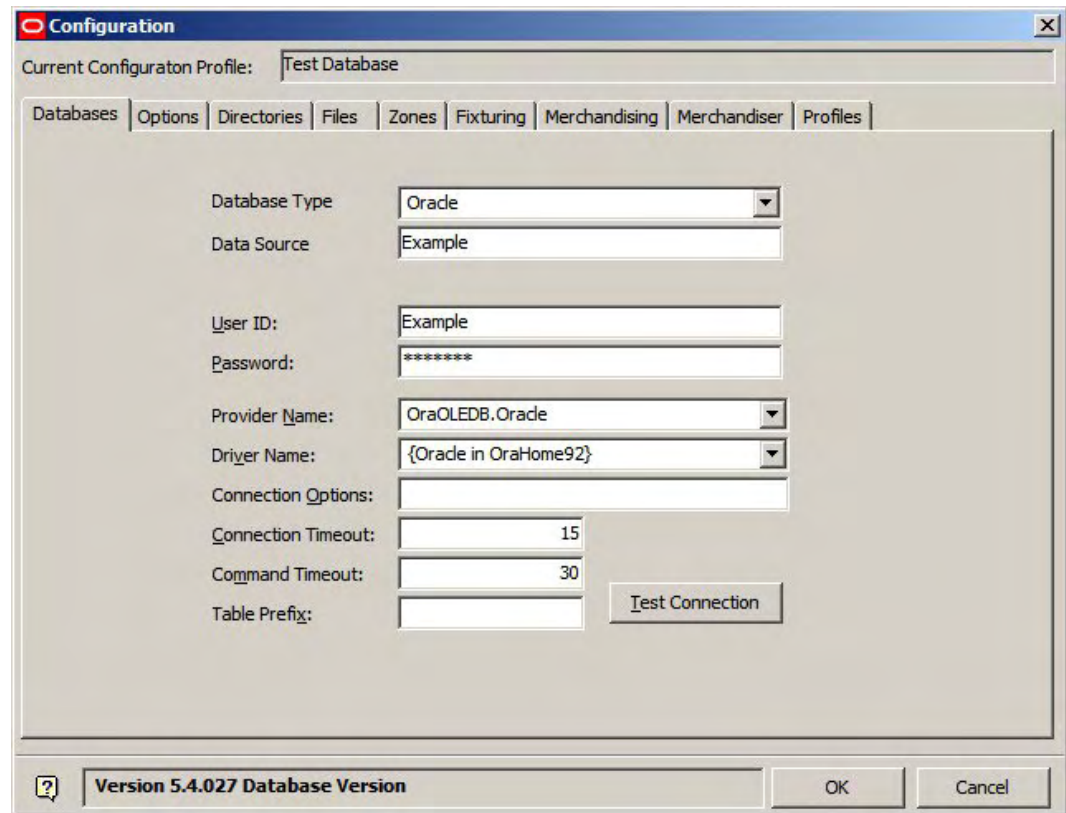 Configuration
Current Configuraton Profile: Test Database
Databases Options Directories Files Zones Fixturing Merchandising Merchandiser Profiles
Database Type Oracle
Data Source Example
User ID: Example
Password: *******
Provider Name: OraOLEDB.Oracle
Driver Name: {Oracle in OraHome92}
Connection Options:
Connection Timeout: 15
Command Timeout: 30
Table Prefix: Test Connection
Version 5.4.027 Database Version OK Cancel